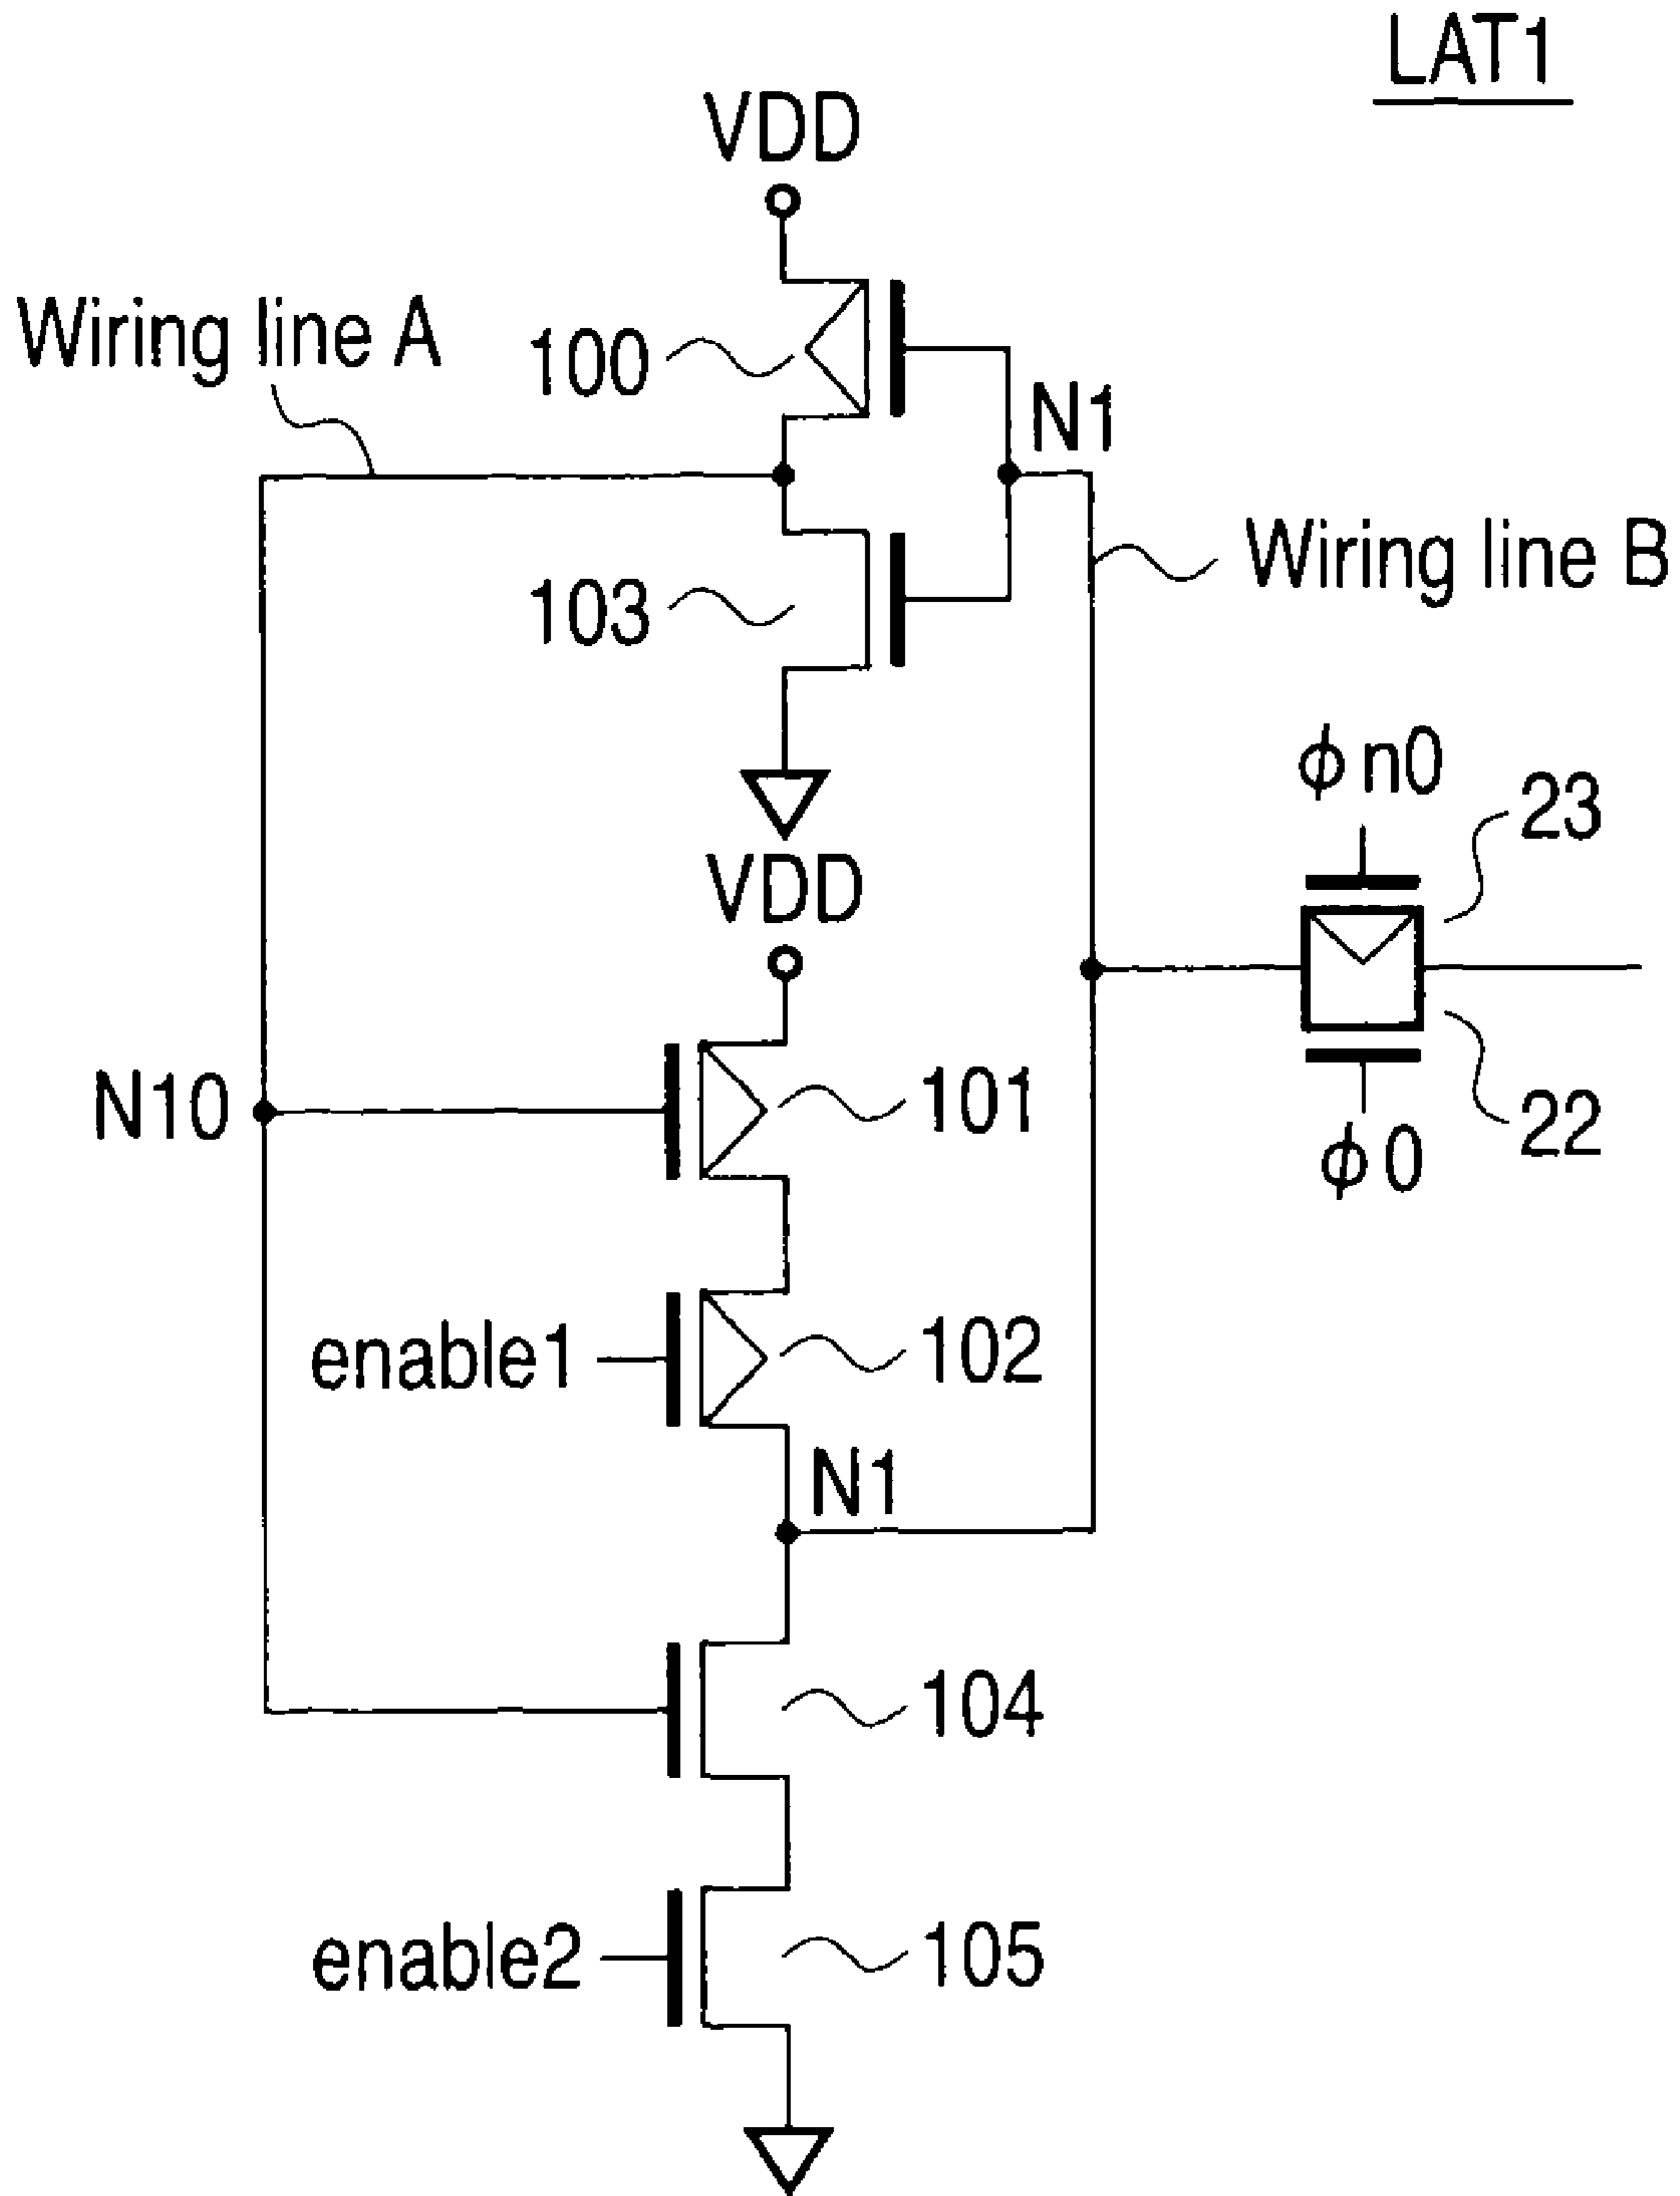 LAT1
VDD
Wiring line A
100
N1
Wiring line B
103
ϕn0
23
VDD
N10
101
22
ϕ0
enable1
102
N1
104
enable2
105